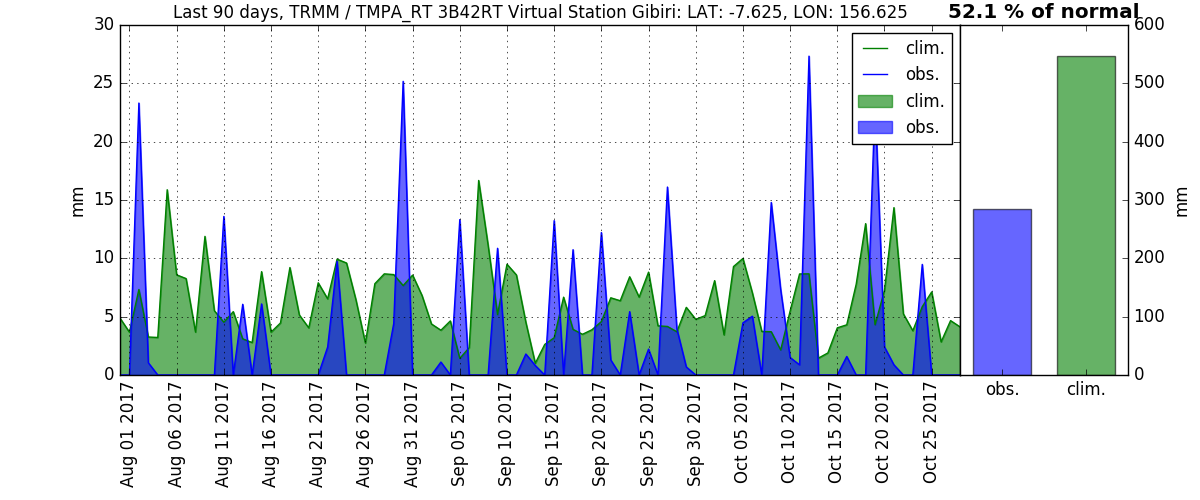 Last 90 days, TRMM / TMPA_RT 3B42RT Virtual Station Gibiri: LAT: -7.625, LON: 156.625
52.1 % of normal
30
25
20
15
10
5
0
mm
clim.
obs.
clim.
obs.
Aug 01 2017
Aug 06 2017
Aug 11 2017
Aug 16 2017
Aug 21 2017
Aug 26 2017
Aug 31 2017
Sep 05 2017
Sep 10 2017
Sep 15 2017
Sep 20 2017
Sep 25 2017
Sep 30 2017
Oct 05 2017
Oct 10 2017
Oct 15 2017
Oct 20 2017
Oct 25 2017
600
500
400
300
200
100
0
mm
obs.
clim.